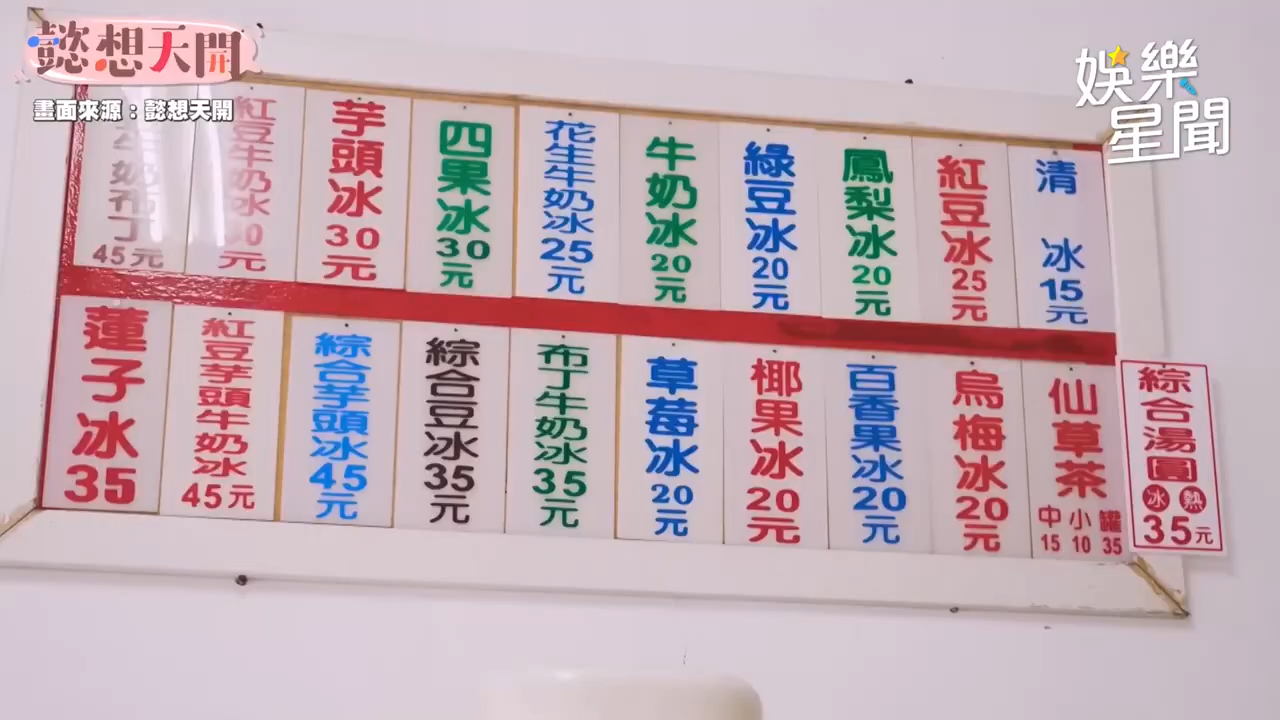 懿想天開
畫面來源：懿想天開
娛樂
星聞
清冰
15元
紅豆冰
25元
鳳梨冰
20元
綠豆冰
20元
牛奶冰
20元
花生牛奶冰
25元
四果冰
30元
芋頭冰
30元
紅豆牛奶冰
元
奶布丁
45元
仙草茶
中 小 罐
15 10 35
烏梅冰
20元
百香果冰
20元
椰果冰
20元
草莓冰
20元
布丁牛奶冰
35元
綜合豆冰
35元
綜合芋頭冰
45元
紅豆芋頭牛奶冰
45元
蓮子冰
35
綜合湯圓
冰 熱
35元